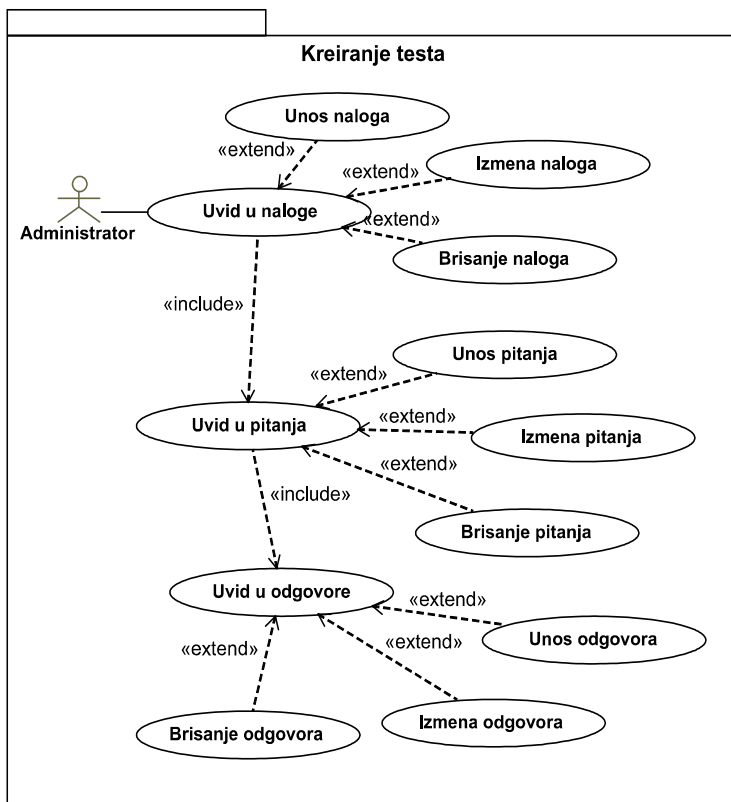 Kreiranje testa
Unos naloga
«extend»
Izmena naloga
«extend»
Uvid u naloge
«extend»
Administrator
Brisanje naloga
«include»
Unos pitanja
«extend»
«extend»
Uvid u pitanja
Izmena pitanja
«extend»
«include»
Brisanje pitanja
Uvid u odgovore
«extend»
Unos odgovora
«extend»
«extend»
Izmena odgovora
Brisanje odgovora